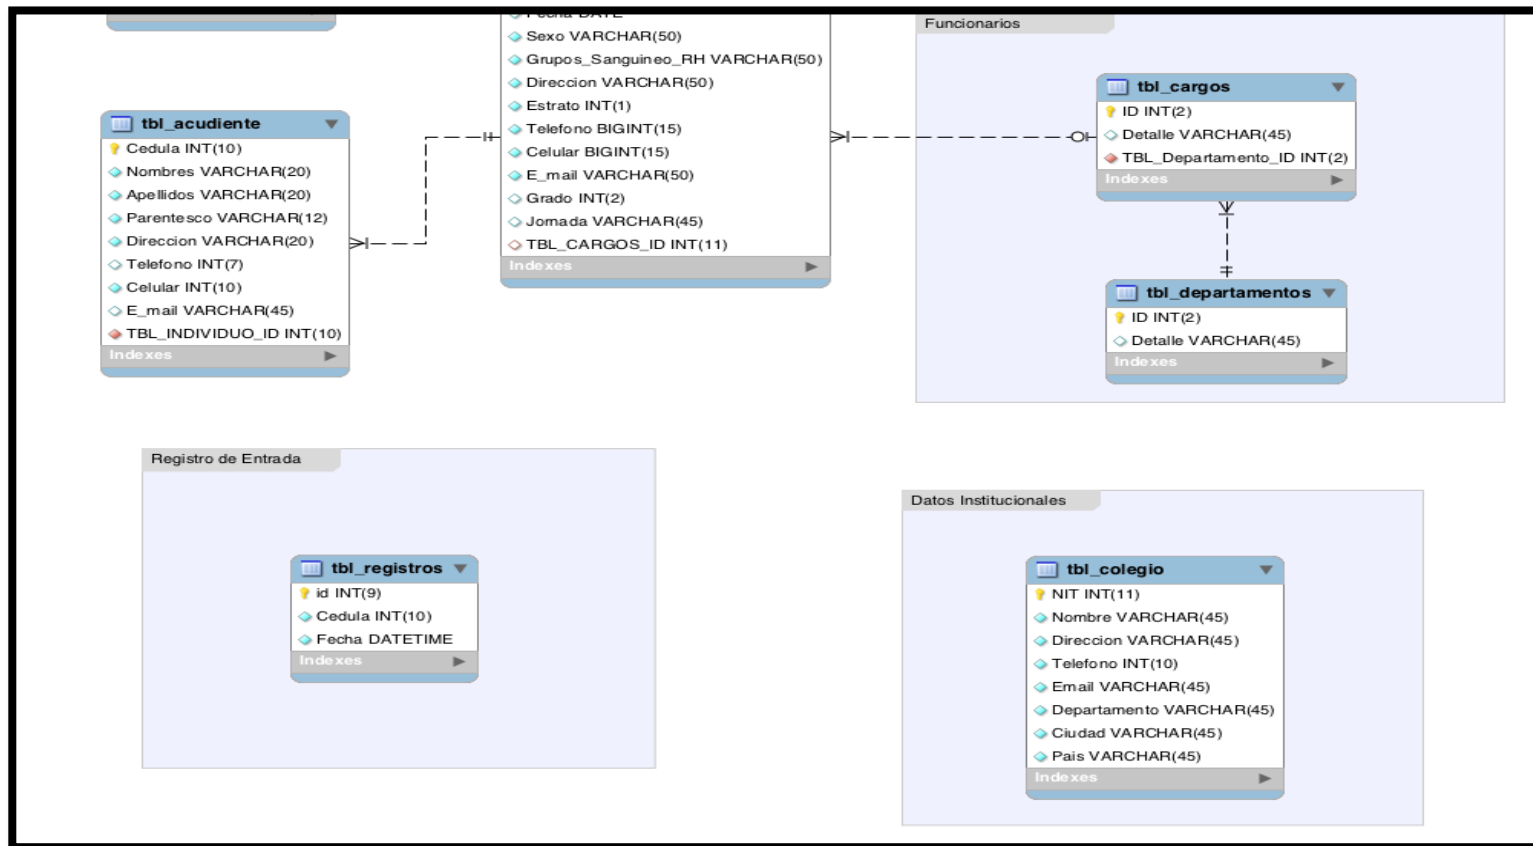 Fecha DATE
Sexo VARCHAR(50)
Grupos_Sanguineo_RH VARCHAR(50)
Direccion VARCHAR(50)
Estrato INT(1)
Telefono BIGINT(15)
Celular BIGINT(15)
E_mail VARCHAR(50)
Grado INT(2)
Jornada VARCHAR(45)
TBL_CARGOS_ID INT(11)
Indexes
tbl_acudiente
Cedula INT(10)
Nombres VARCHAR(20)
Apellidos VARCHAR(20)
Parentesco VARCHAR(12)
Direccion VARCHAR(20)
Telefono INT(7)
Celular INT(10)
E_mail VARCHAR(45)
TBL_INDIVIDUO_ID INT(10)
Indexes
Funcionarios
tbl_cargos
ID INT(2)
Detalle VARCHAR(45)
TBL_Departamento_ID INT(2)
Indexes
tbl_departamentos
ID INT(2)
Detalle VARCHAR(45)
Indexes
Registro de Entrada
tbl_registros
id INT(9)
Cedula INT(10)
Fecha DATETIME
Indexes
Datos Institucionales
tbl_colegio
NIT INT(11)
Nombre VARCHAR(45)
Direccion VARCHAR(45)
Telefono INT(10)
Email VARCHAR(45)
Departamento VARCHAR(45)
Ciudad VARCHAR(45)
Pais VARCHAR(45)
Indexes